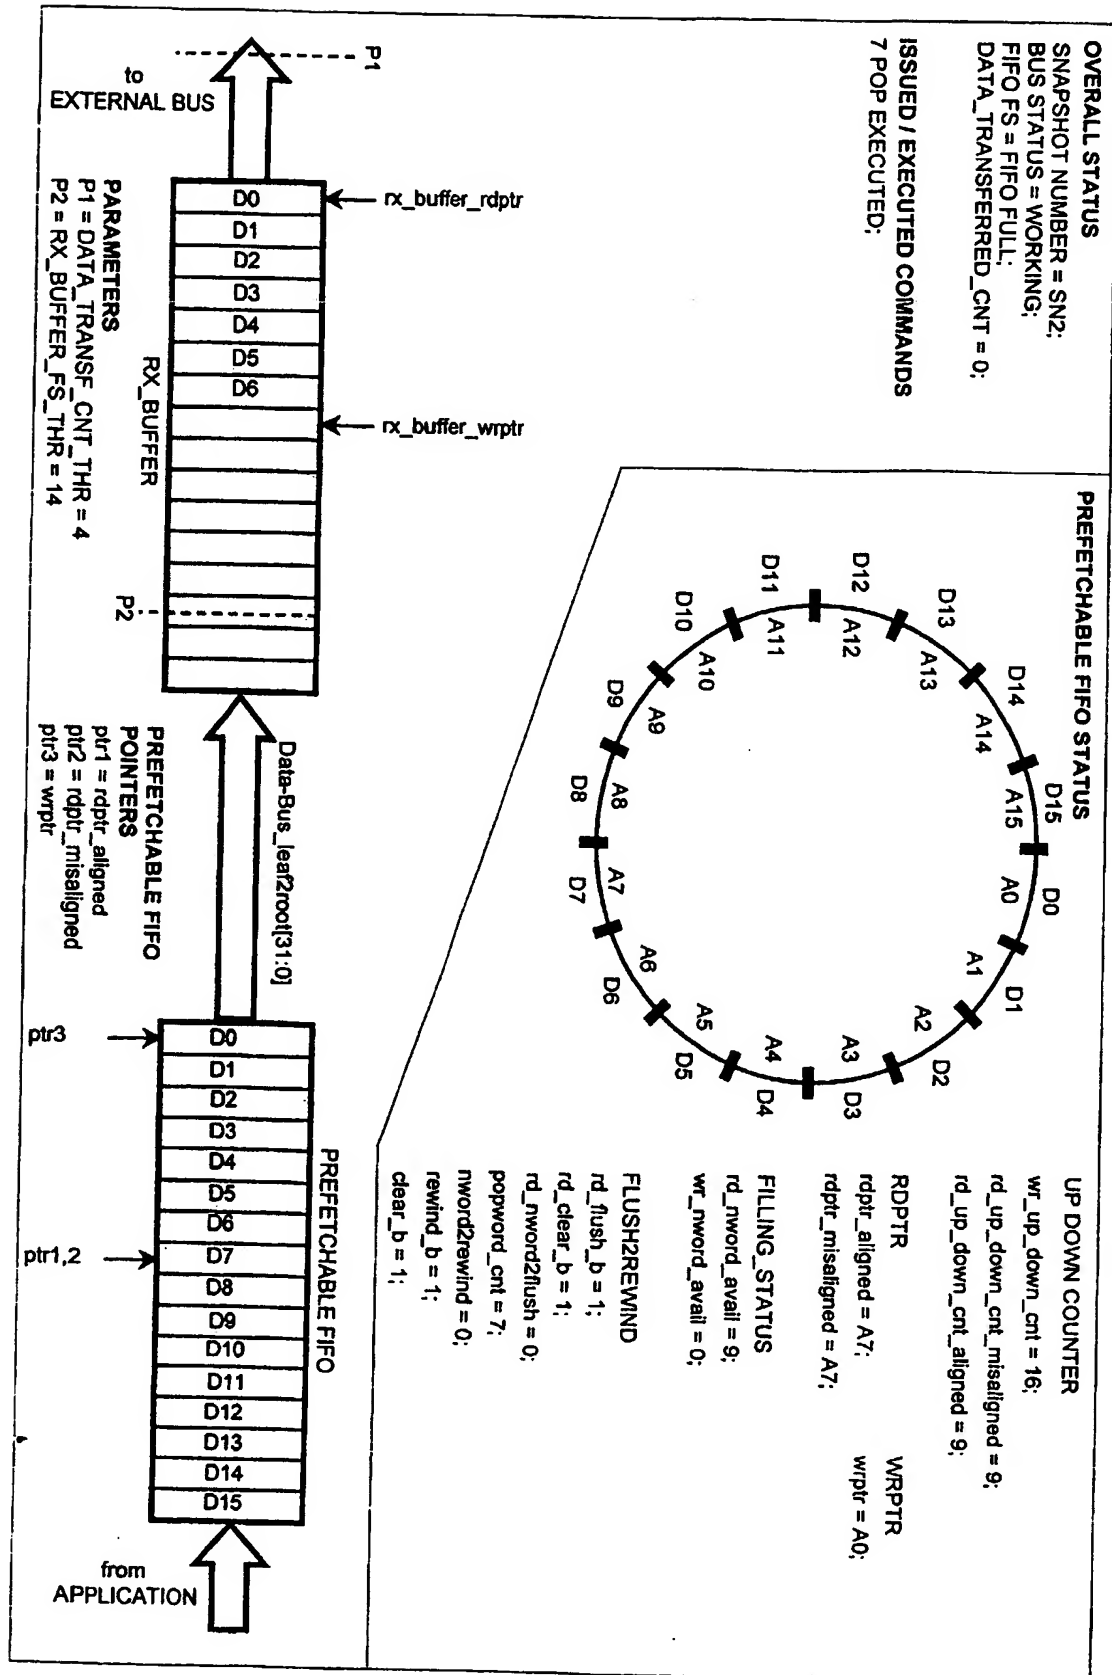 OVERALL STATUS
SNAPSHOT NUMBER = SN2;
BUS STATUS = WORKING;
FIFO FS = FIFO FULL;
DATA_TRANSFERRED_CNT = 0;
ISSUED / EXECUTED COMMANDS
7 POP EXECUTED;
PREFETCHABLE FIFO STATUS
D0
D1
D2
D3
D4
D5
D6
D7
D8
D9
D10
D11
D12
D13
D14
D15
A0
A1
A2
A3
A4
A5
A6
A7
A8
A9
A10
A11
A12
A13
A14
A15
UP DOWN COUNTER
wr_up_down_cnt = 16;
rd_up_down_cnt_misaligned = 9;
rd_up_down_cnt_aligned = 9;
RDPTR
rdptr_aligned = A7;
rdptr_misaligned = A7;
WRPTR
wrptr = A0;
FILLING_STATUS
rd_nword_avail = 9;
wr_nword_avail = 0;
FLUSH2REWIND
rd_flush_b = 1;
rd_clear_b = 1;
rd_nword2flush = 0;
popword_cnt = 7;
nword2rewind = 0;
rewind_b = 1;
clear_b = 1;
P1
to
EXTERNAL BUS
rx_buffer_rdptr
rx_buffer_wrptr
D0
D1
D2
D3
D4
D5
D6
RX_BUFFER
P2
PARAMETERS
P1 = DATA_TRANSF_CNT_THR = 4
P2 = RX_BUFFER_FS_THR = 14
Data-Bus_leaf2root[31:0]
PREFETCHABLE FIFO
POINTERS
ptr1 = rdptr_aligned
ptr2 = rdptr_misaligned
ptr3 = wrptr
PREFETCHABLE FIFO
ptr3
ptr1,2
D0
D1
D2
D3
D4
D5
D6
D7
D8
D9
D10
D11
D12
D13
D14
D15
from
APPLICATION